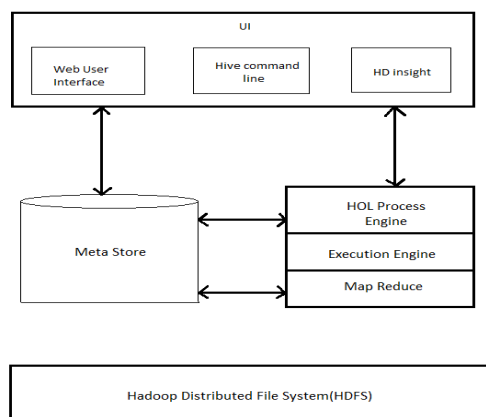 UI
Web User
Interface
Hive command
line
HD insight
Meta Store
HOL Process
Engine
Execution Engine
Map Reduce
Hadoop Distributed File System(HDFS)